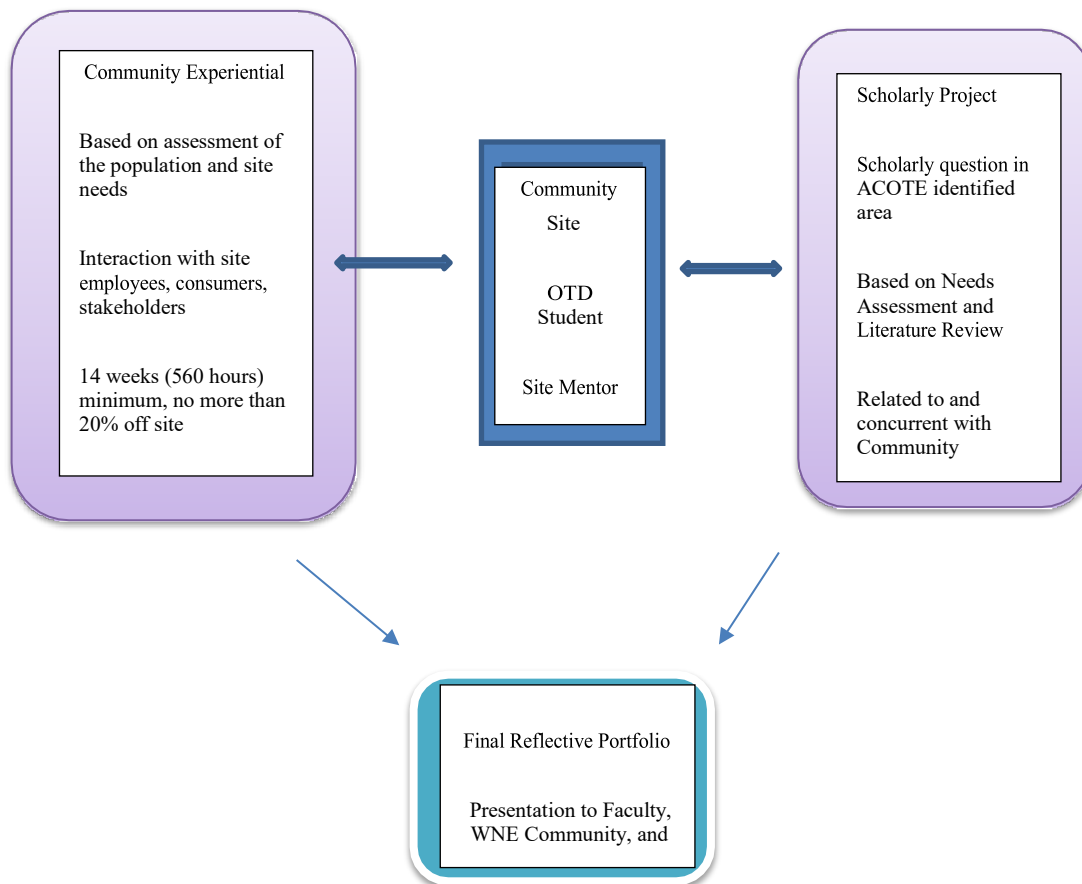 Community Experiential
Based on assessment of
the population and site
needs
Interaction with site
employees, consumers,
stakeholders
14 weeks (560 hours)
minimum, no more than
20% off site
Community
Site
OTD
Student
Site Mentor
Scholarly Project
Scholarly question in
ACOTE identified
area
Based on Needs
Assessment and
Literature Review
Related to and
concurrent with
Community
Final Reflective Portfolio
Presentation to Faculty,
WNE Community, and